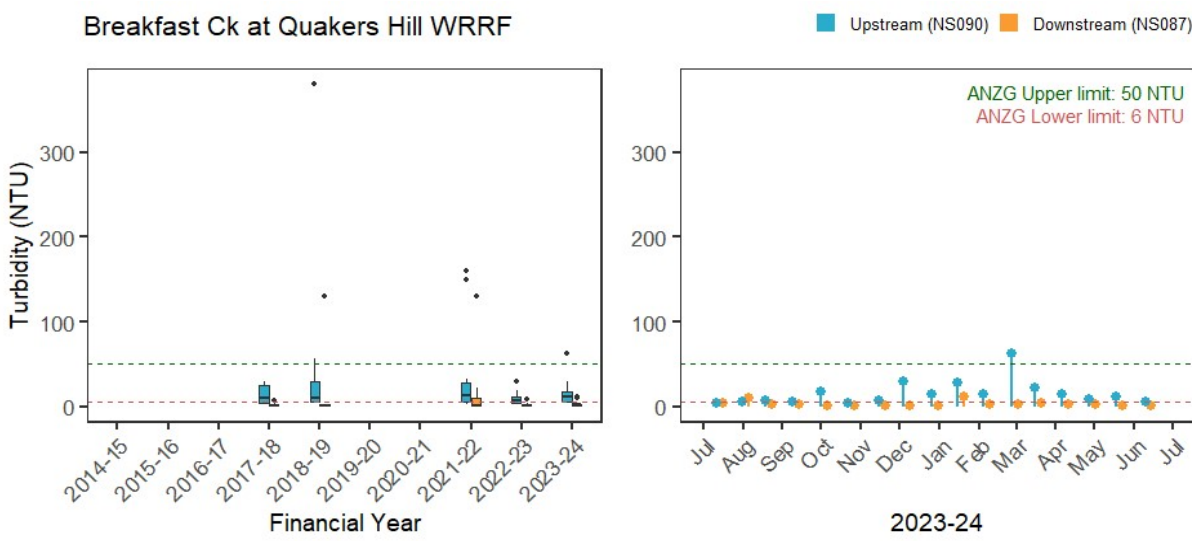 Breakfast Ck at Quakers Hill WRRF
Upstream (NS090) Downstream (NS087)
Turbidity (NTU)
300
200
100
0
2014-15 2015-16 2016-17 2017-18 2018-19 2019-20 2020-21 2021-22 2022-23 2023-24
Financial Year
ANZG Upper limit: 50 NTU
ANZG Lower limit: 6 NTU
300
200
100
0
Jul Aug Sep Oct Nov Dec Jan Feb Mar Apr May Jun Jul
2023-24